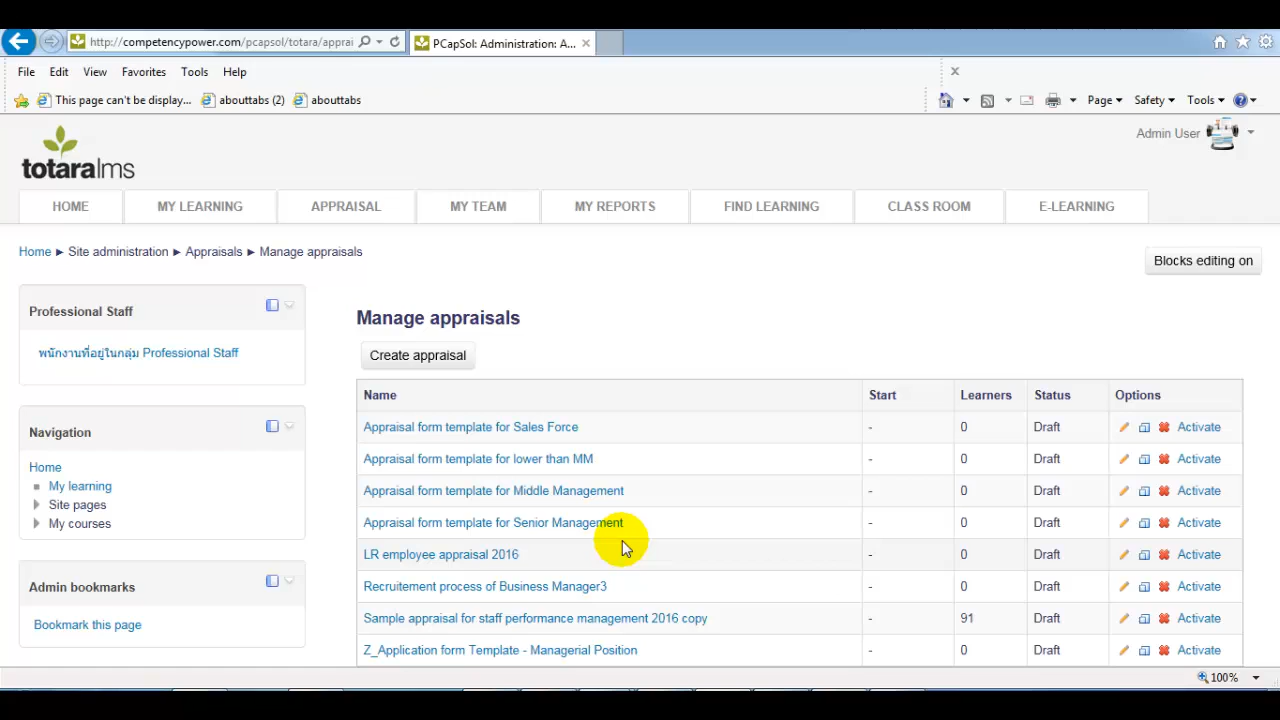 http://competencypower.com/pcapsol/totara/apprai
PCapSol: Administration: A...
File Edit View Favorites Tools Help
This page can't be display... abouttabs (2) abouttabs
Page Safety Tools
totaralms
Admin User
HOME MY LEARNING APPRAISAL MY TEAM MY REPORTS FIND LEARNING CLASS ROOM E-LEARNING
Home ► Site administration ► Appraisals ► Manage appraisals
Blocks editing on
Professional Staff
พนักงานที่อยู่ในกลุ่ม Professional Staff
Navigation
Home
My learning
Site pages
My courses
Admin bookmarks
Bookmark this page
Manage appraisals
Create appraisal
Name Start Learners Status Options
Appraisal form template for Sales Force - 0 Draft Activate
Appraisal form template for lower than MM - 0 Draft Activate
Appraisal form template for Middle Management - 0 Draft Activate
Appraisal form template for Senior Management - 0 Draft Activate
LR employee appraisal 2016 - 0 Draft Activate
Recruitement process of Business Manager3 - 0 Draft Activate
Sample appraisal for staff performance management 2016 copy - 91 Draft Activate
Z_Application form Template - Managerial Position - 0 Draft Activate
100%